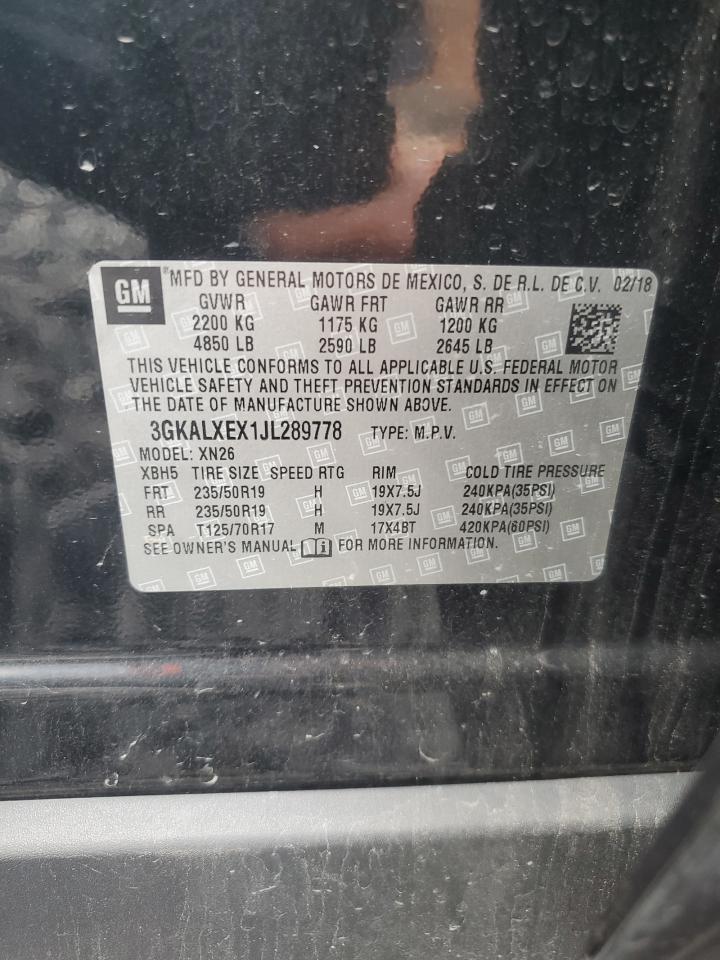 GM ® MFD BY GENERAL MOTORS DE MEXICO, S. DE R.L. DE C.V. 02/18
GVWR GAWR FRT GAWR RR
2200 KG 1175 KG 1200 KG
4850 LB 2590 LB 2645 LB
THIS VEHICLE CONFORMS TO ALL APPLICABLE U.S. FEDERAL MOTOR
VEHICLE SAFETY AND THEFT PREVENTION STANDARDS IN EFFECT ON
THE DATE OF MANUFACTURE SHOWN ABOVE.
3GKALXEX1JL289778 TYPE: M.P.V.
MODEL: XN26
XBH5 TIRE SIZE SPEED RTG RIM COLD TIRE PRESSURE
FRT 235/50R19 H 19X7.5J 240KPA(35PSI)
RR 235/50R19 H 19X7.5J 240KPA(35PSI)
SPA T125/70R17 M 17X4BT 420KPA(60PSI)
SEE OWNER'S MANUAL FOR MORE INFORMATION.